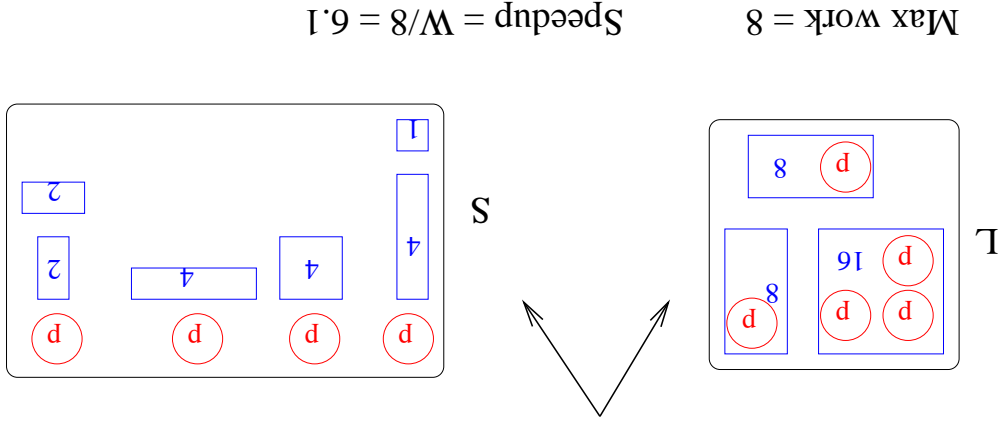 L
p p
p 16
p
8
p 8
S
p p p p
4 4 4 2
1 2
Max work = 8
Speedup = W/8 = 6.1